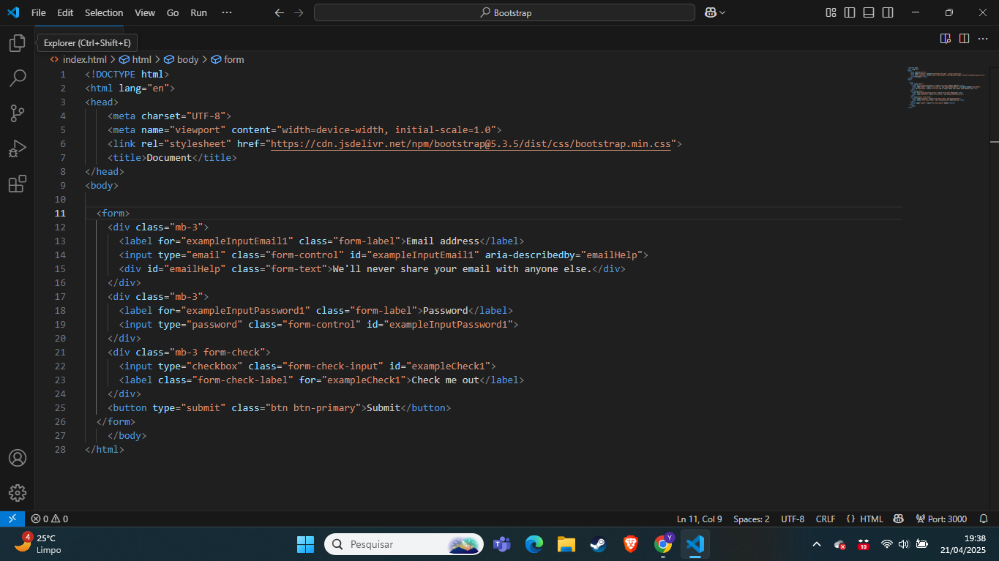 File Edit Selection View Go Run ··· Bootstrap
Explorer (Ctrl+Shift+E)
index.html > html > body > form
1 <!DOCTYPE html>
2 <html lang="en">
3 <head>
4 <meta charset="UTF-8">
5 <meta name="viewport" content="width=device-width, initial-scale=1.0">
6 <link rel="stylesheet" href="https://cdn.jsdelivr.net/npm/bootstrap@5.3.5/dist/css/bootstrap.min.css">
7 <title>Document</title>
8 </head>
9 <body>
10
11 <form>
12 <div class="mb-3">
13 <label for="exampleInputEmail1" class="form-label">Email address</label>
14 <input type="email" class="form-control" id="exampleInputEmail1" aria-describedby="emailHelp">
15 <div id="emailHelp" class="form-text">We'll never share your email with anyone else.</div>
16 </div>
17 <div class="mb-3">
18 <label for="exampleInputPassword1" class="form-label">Password</label>
19 <input type="password" class="form-control" id="exampleInputPassword1">
20 </div>
21 <div class="mb-3 form-check">
22 <input type="checkbox" class="form-check-input" id="exampleCheck1">
23 <label class="form-check-label" for="exampleCheck1">Check me out</label>
24 </div>
25 <button type="submit" class="btn btn-primary">Submit</button>
26 </form>
27 </body>
28 </html>
0 0 Ln 11, Col 9 Spaces: 2 UTF-8 CRLF {} HTML Port: 3000
4 25°C
Limpo
Pesquisar
Y
10
19:38
21/04/2025